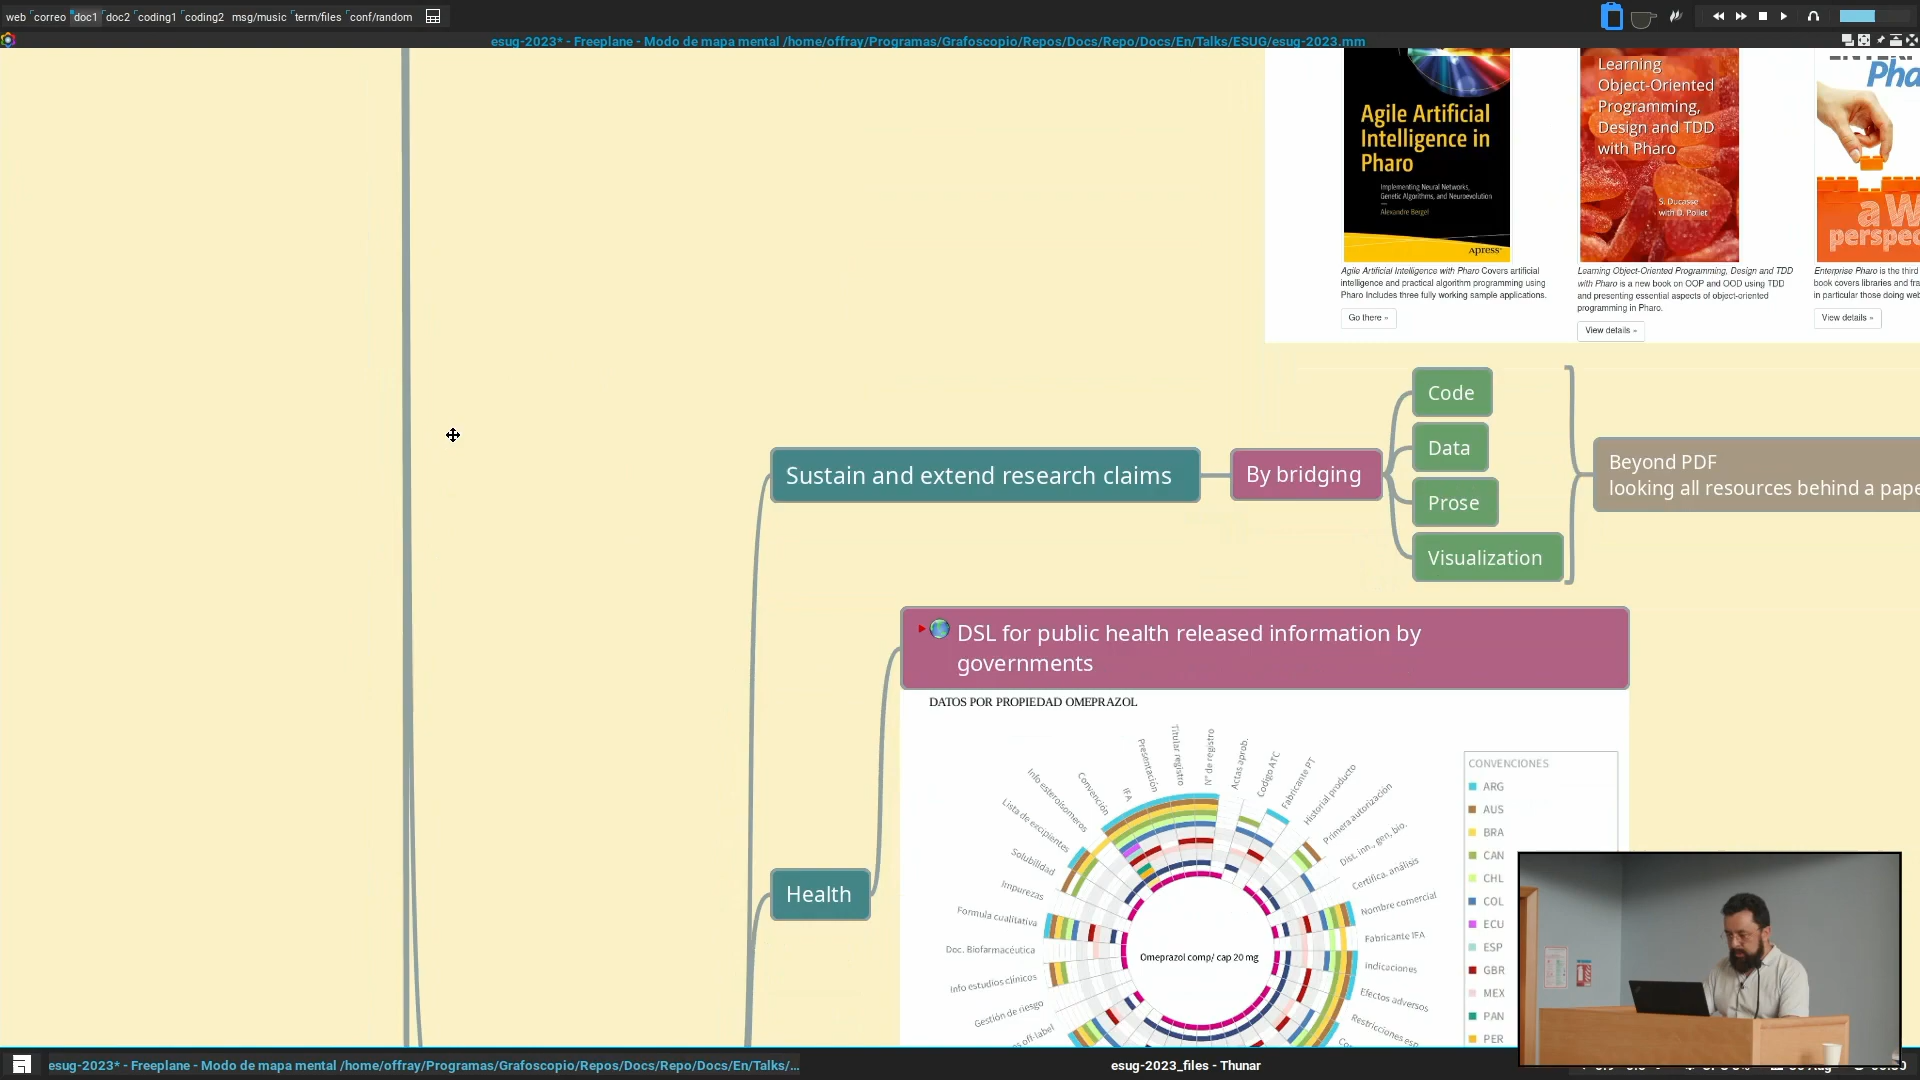 web correo doc1 doc2 coding1 coding2 msg/music term/files conf/random
esug-2023* - Freeplane - Modo de mapa mental /home/offray/Programas/Grafoscopio/Repos/Docs/Repo/Docs/En/Talks/ESUG/esug-2023.mm
Agile Artificial
Intelligence in
Pharo
Implementing Neural Networks,
Genetic Algorithms, and Neuroevolution
Alexandre Bergel
Apress
Agile Artificial Intelligence with Pharo Covers artificial
intelligence and practical algorithm programming using
Pharo Includes three fully working sample applications.
Go there »
Learning
Object-Oriented
Programming,
Design and TDD
with Pharo
S. Ducasse
with D. Pollet
Learning Object-Oriented Programming, Design and TDD
with Pharo is a new book on OOP and OOD using TDD
and presenting essential aspects of object-oriented
programming in Pharo.
View details »
Pha
a W
perspec
Enterprise Pharo is the third
book covers libraries and fra
in particular those doing web
View details »
Sustain and extend research claims
By bridging
Code
Data
Prose
Visualization
Beyond PDF
looking all resources behind a pape
DSL for public health released information by
governments
Health
DATOS POR PROPIEDAD OMEPRAZOL
Formula cualitativa
Impurezas
Solubilidad
Lista de excipientes
Info esteroisomeros
Convención
IFA
Presentación
Titular registro
N° de registro
Actas aprob.
Codigo ATC
Fabricante PT
Historial producto
Primera autorizacion
Dist. inn., gen, bio.
Certifica. análisis
Nombre comercial
Fabricante IFA
Indicaciones
Efectos adversos
Restricciones esp
Doc. Biofarmacéutica
Info estudios clínicos
Gestión de riesgo
off-label
Omeprazol comp/ cap 20 mg
CONVENCIONES
ARG
AUS
BRA
CAN
CHL
COL
ECU
ESP
GBR
MEX
PAN
PER
esug-2023* - Freeplane - Modo de mapa mental /home/offray/Programas/Grafoscopio/Repos/Docs/Repo/Docs/En/Talks/...
esug-2023_files - Thunar